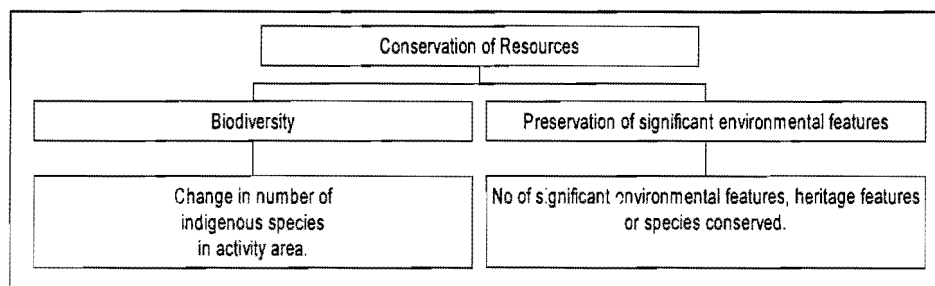 Conservation of Resources
Biodiversity
Preservation of significant environmental features
Change in number of
indigenous species
in activity area.
No of significant environmental features, heritage features
or species conserved.